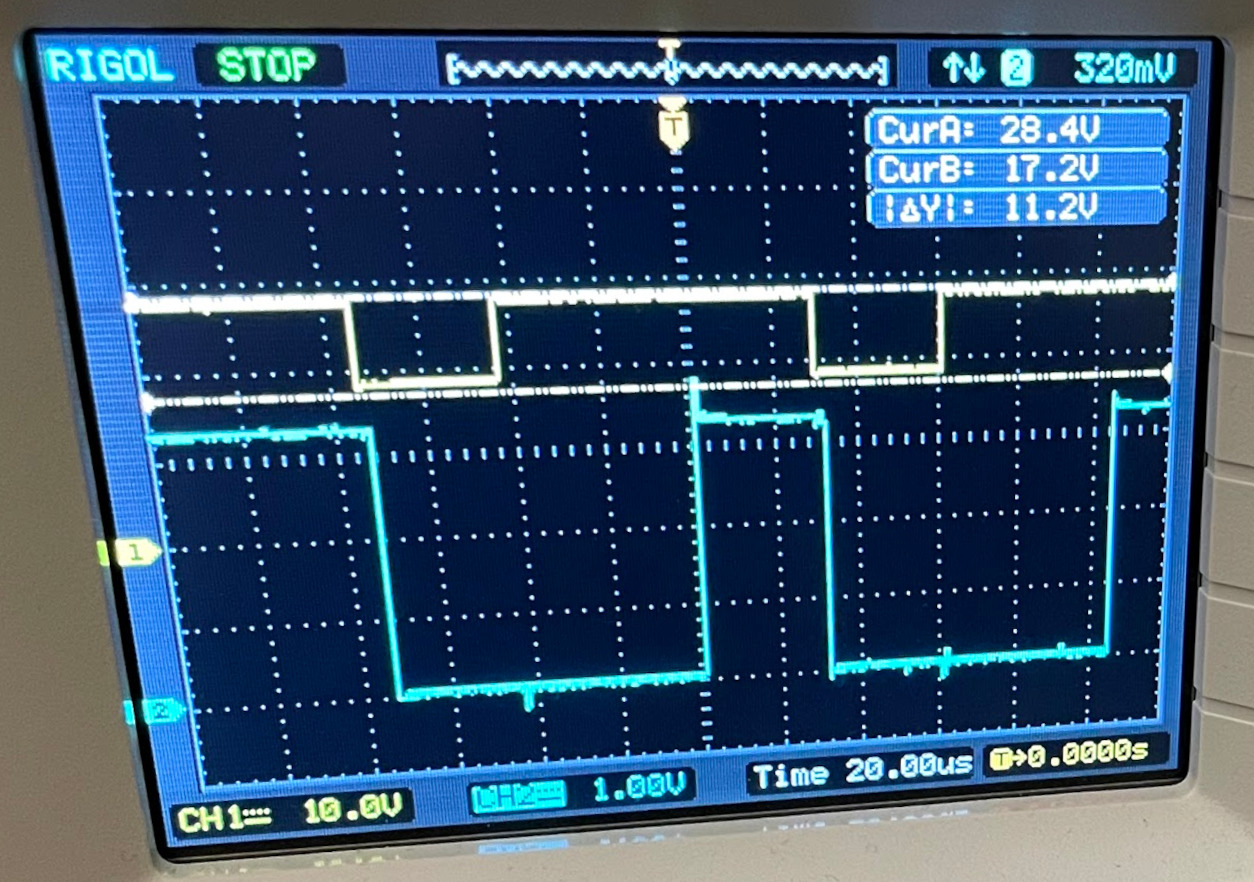 RIGOL STOP T ↑↓ 2 320mV
T
CurA: 28.4V
CurB: 17.2V
|△Y|: 11.2V
1
2
CH1 10.0V CH2 1.00V Time 20.00us T→0.0000s